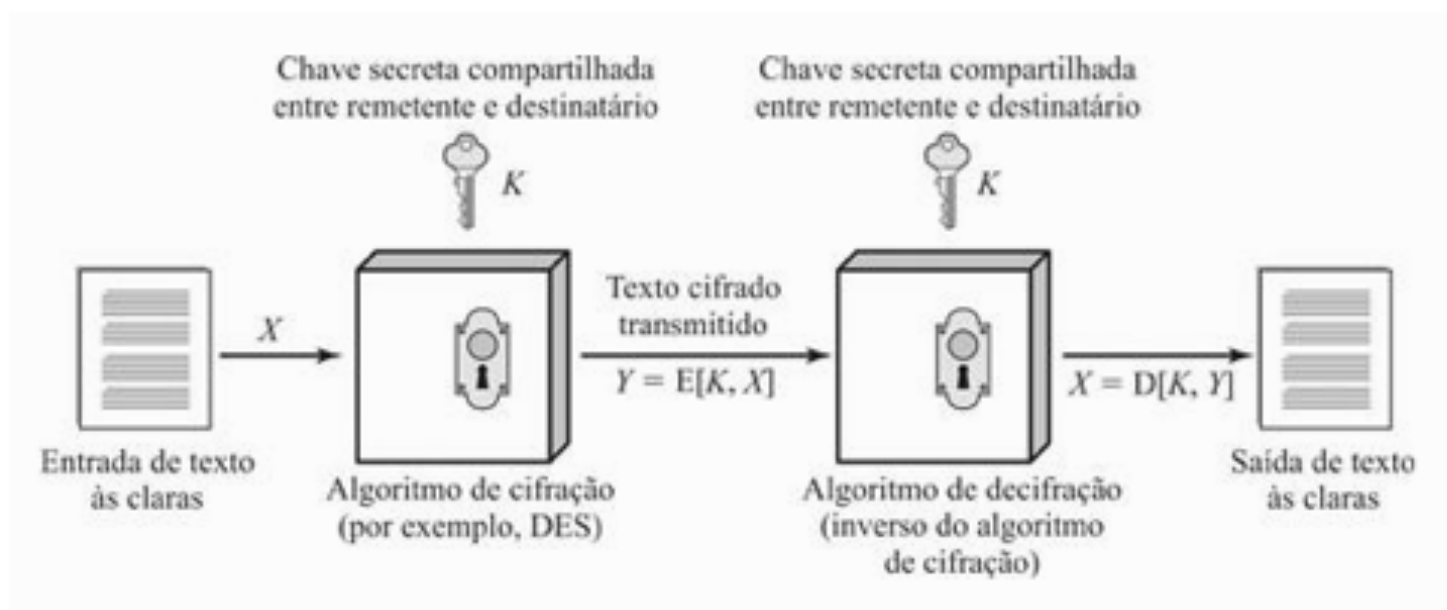 Chave secreta compartilhada
entre remetente e destinatário
K
Chave secreta compartilhada
entre remetente e destinatário
K
X
Texto cifrado
transmitido
Y = E[K, X]
X = D[K, Y]
Entrada de texto
às claras
Algoritmo de cifração
(por exemplo, DES)
Algoritmo de decifração
(inverso do algoritmo
de cifração)
Saída de texto
às claras